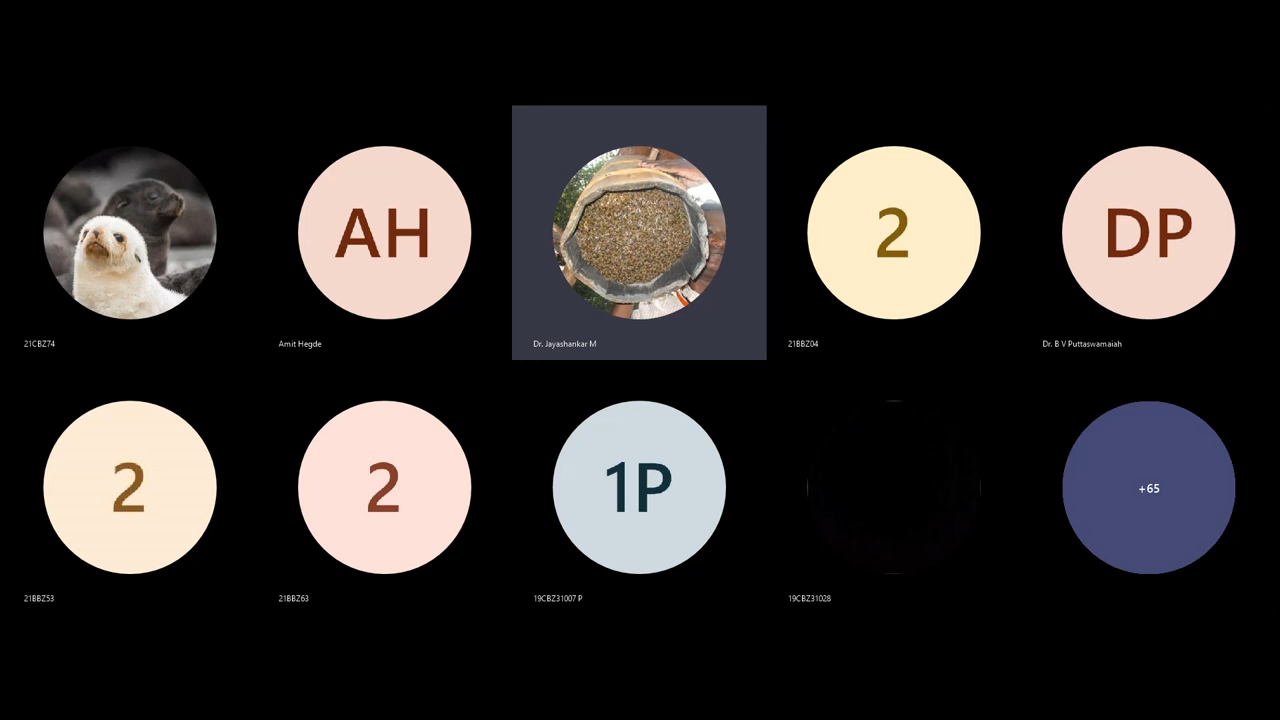 AH
2
DP
21CBZ74
Amit Hegde
Dr. Jayashankar M
21BBZ04
Dr. B V Puttaswamaiah
2
2
1P
+65
21BBZ53
21BBZ63
19CBZ31007 P
19CBZ31028